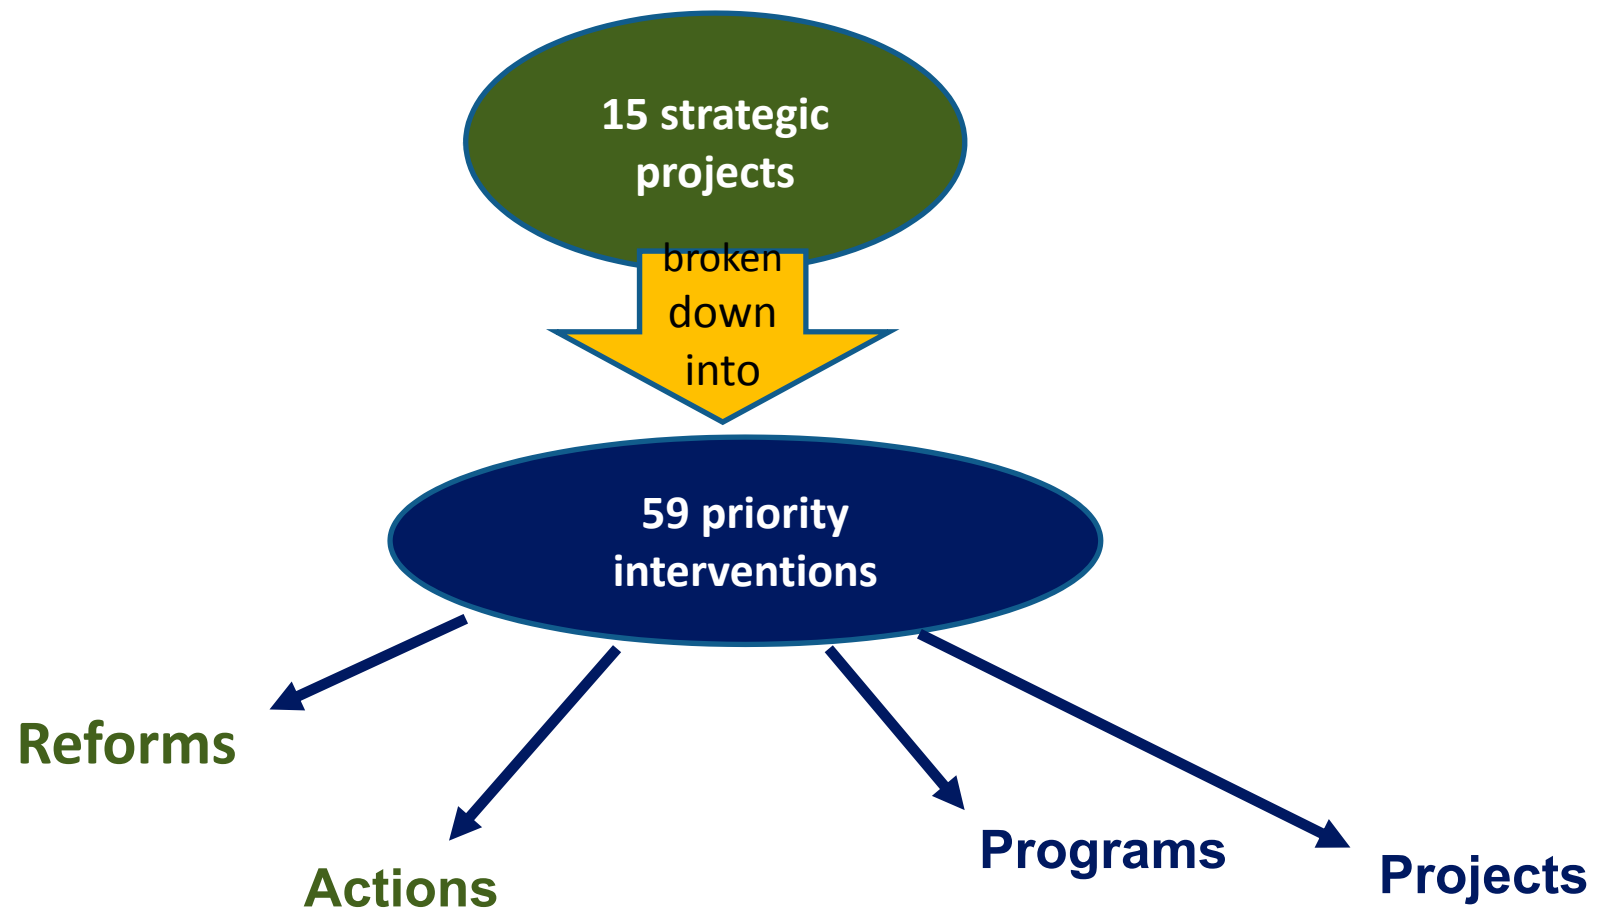 15 strategic
projects
broken
down
into
59 priority
interventions
Reforms
Actions
Programs
Projects